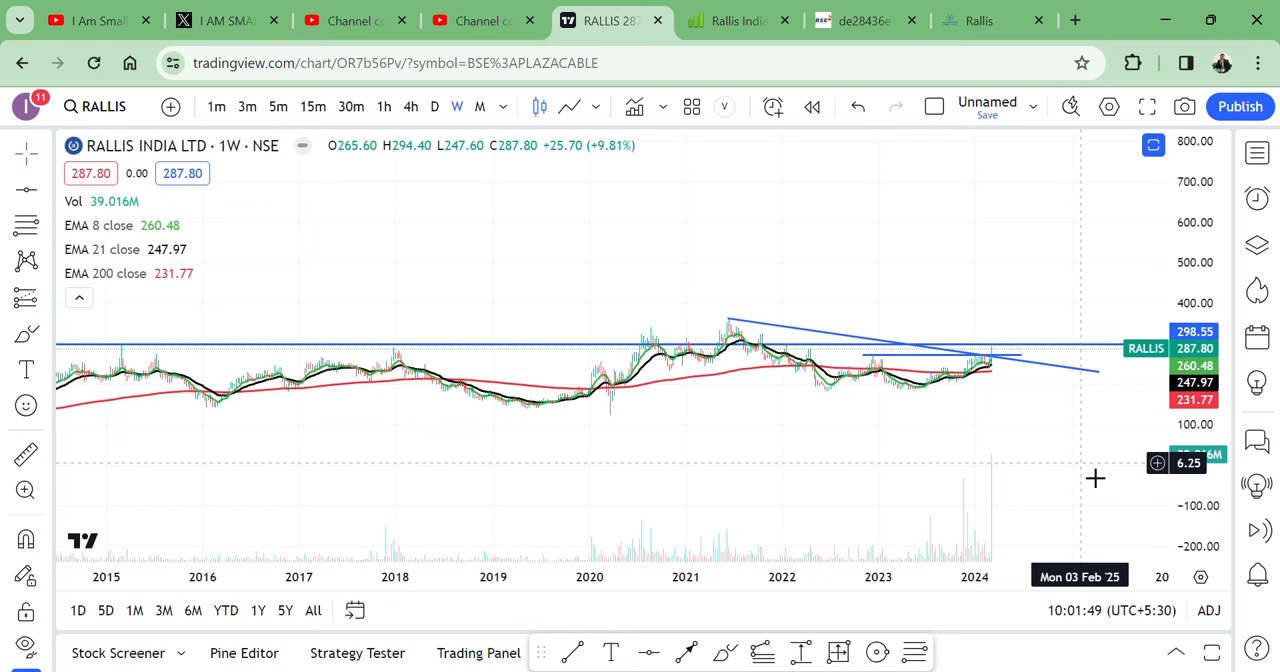 I Am Small
I AM SMA
Channel co
Channel co
RALLIS 287
Rallis India
BSE
de28436e-
Rallis
tradingview.com/chart/OR7b56Pv/?symbol=BSE%3APLAZACABLE
11
I
RALLIS
1m 3m 5m 15m 30m 1h 4h D W M
V
Unnamed
Save
Publish
RALLIS INDIA LTD · 1W · NSE
O265.60 H294.40 L247.60 C287.80 +25.70 (+9.81%)
287.80 0.00 287.80
Vol 39.016M
EMA 8 close 260.48
EMA 21 close 247.97
EMA 200 close 231.77
800.00
700.00
600.00
500.00
400.00
298.55
RALLIS 287.80
260.48
247.97
231.77
100.00
6.25
−100.00
−200.00
2015 2016 2017 2018 2019 2020 2021 2022 2023 2024 Mon 03 Feb '25 20
1D 5D 1M 3M 6M YTD 1Y 5Y All
10:01:49 (UTC+5:30) ADJ
Stock Screener Pine Editor Strategy Tester Trading Panel